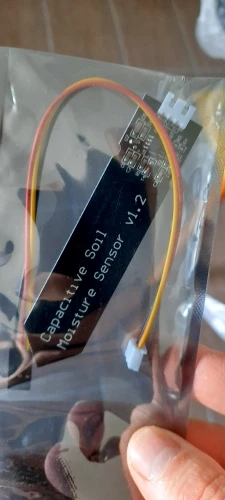 Capacitive Soil
Moisture Sensor v1.2